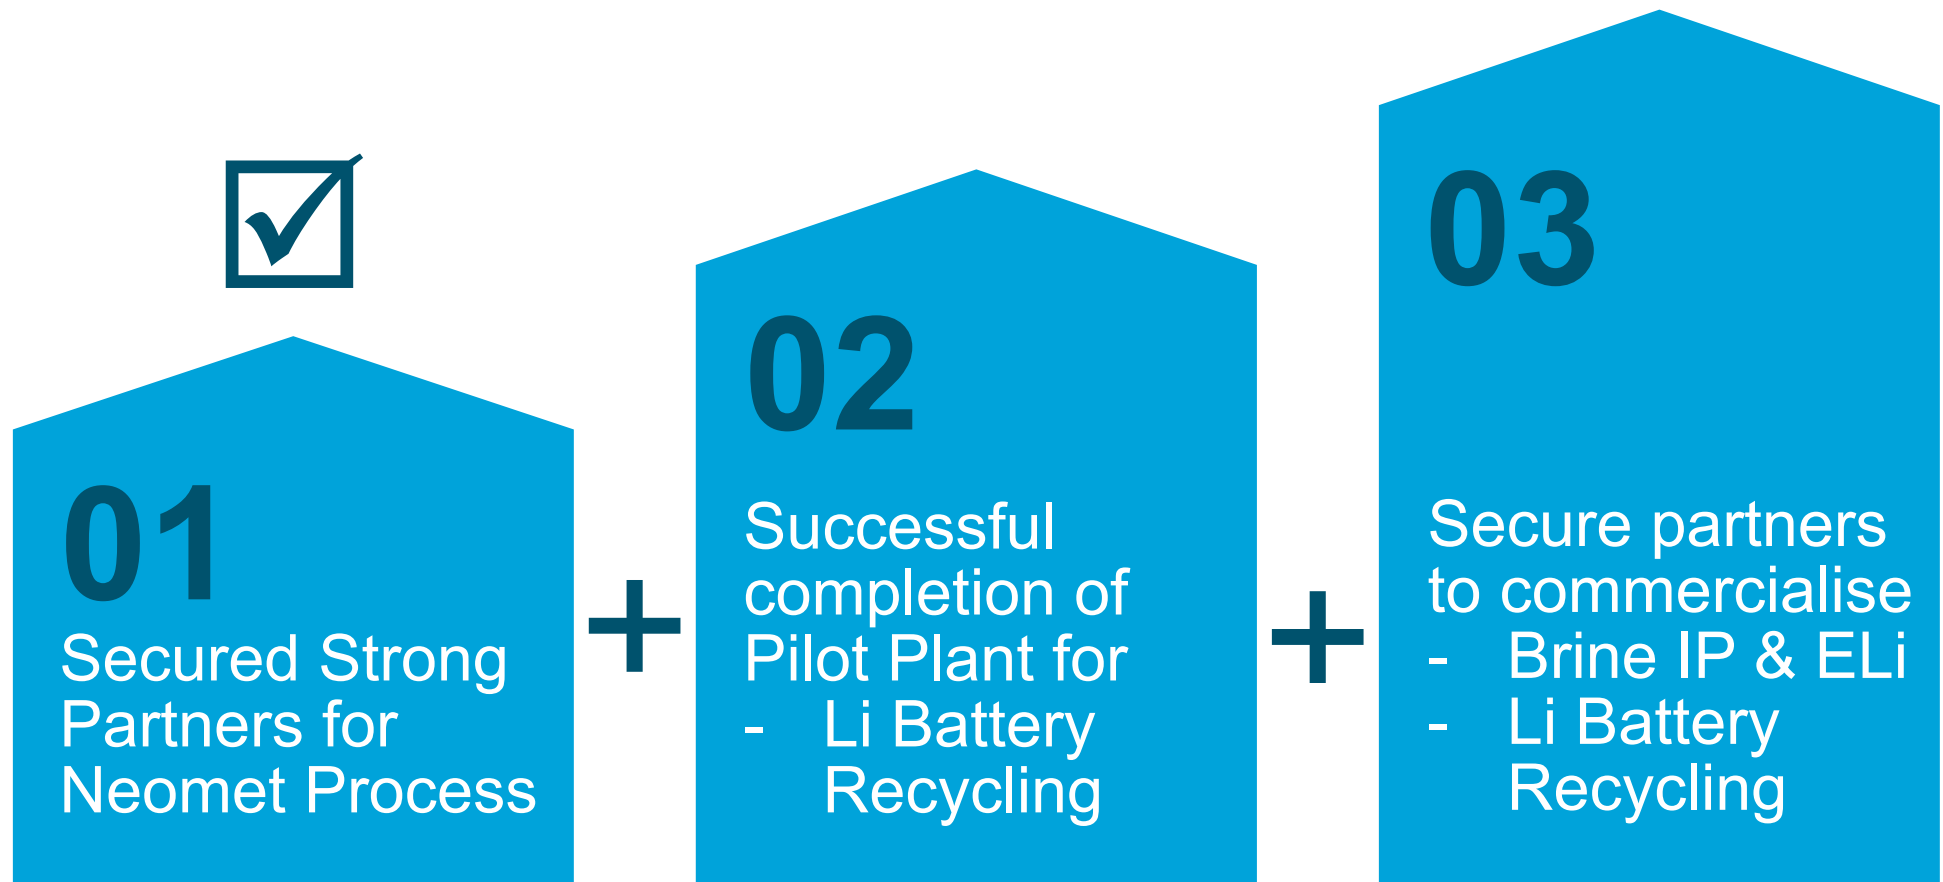 01
Secured Strong
Partners for
Neomet Process
+
02
Successful
completion of
Pilot Plant for
- Li Battery
Recycling
+
03
Secure partners
to commercialise
- Brine IP & ELi
- Li Battery
Recycling